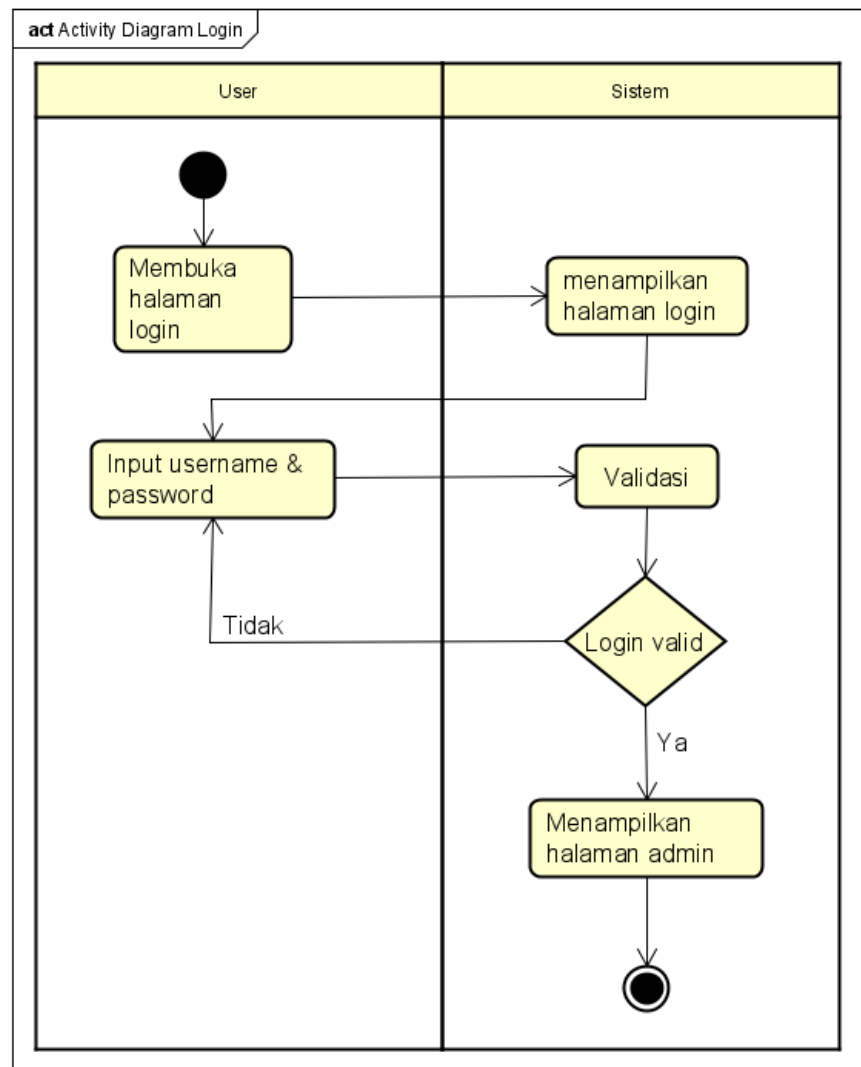 act Activity Diagram Login
User
Sistem
Membuka
halaman
login
menampilkan
halaman login
Input username &
password
Validasi
Login valid
Tidak
Ya
Menampilkan
halaman admin